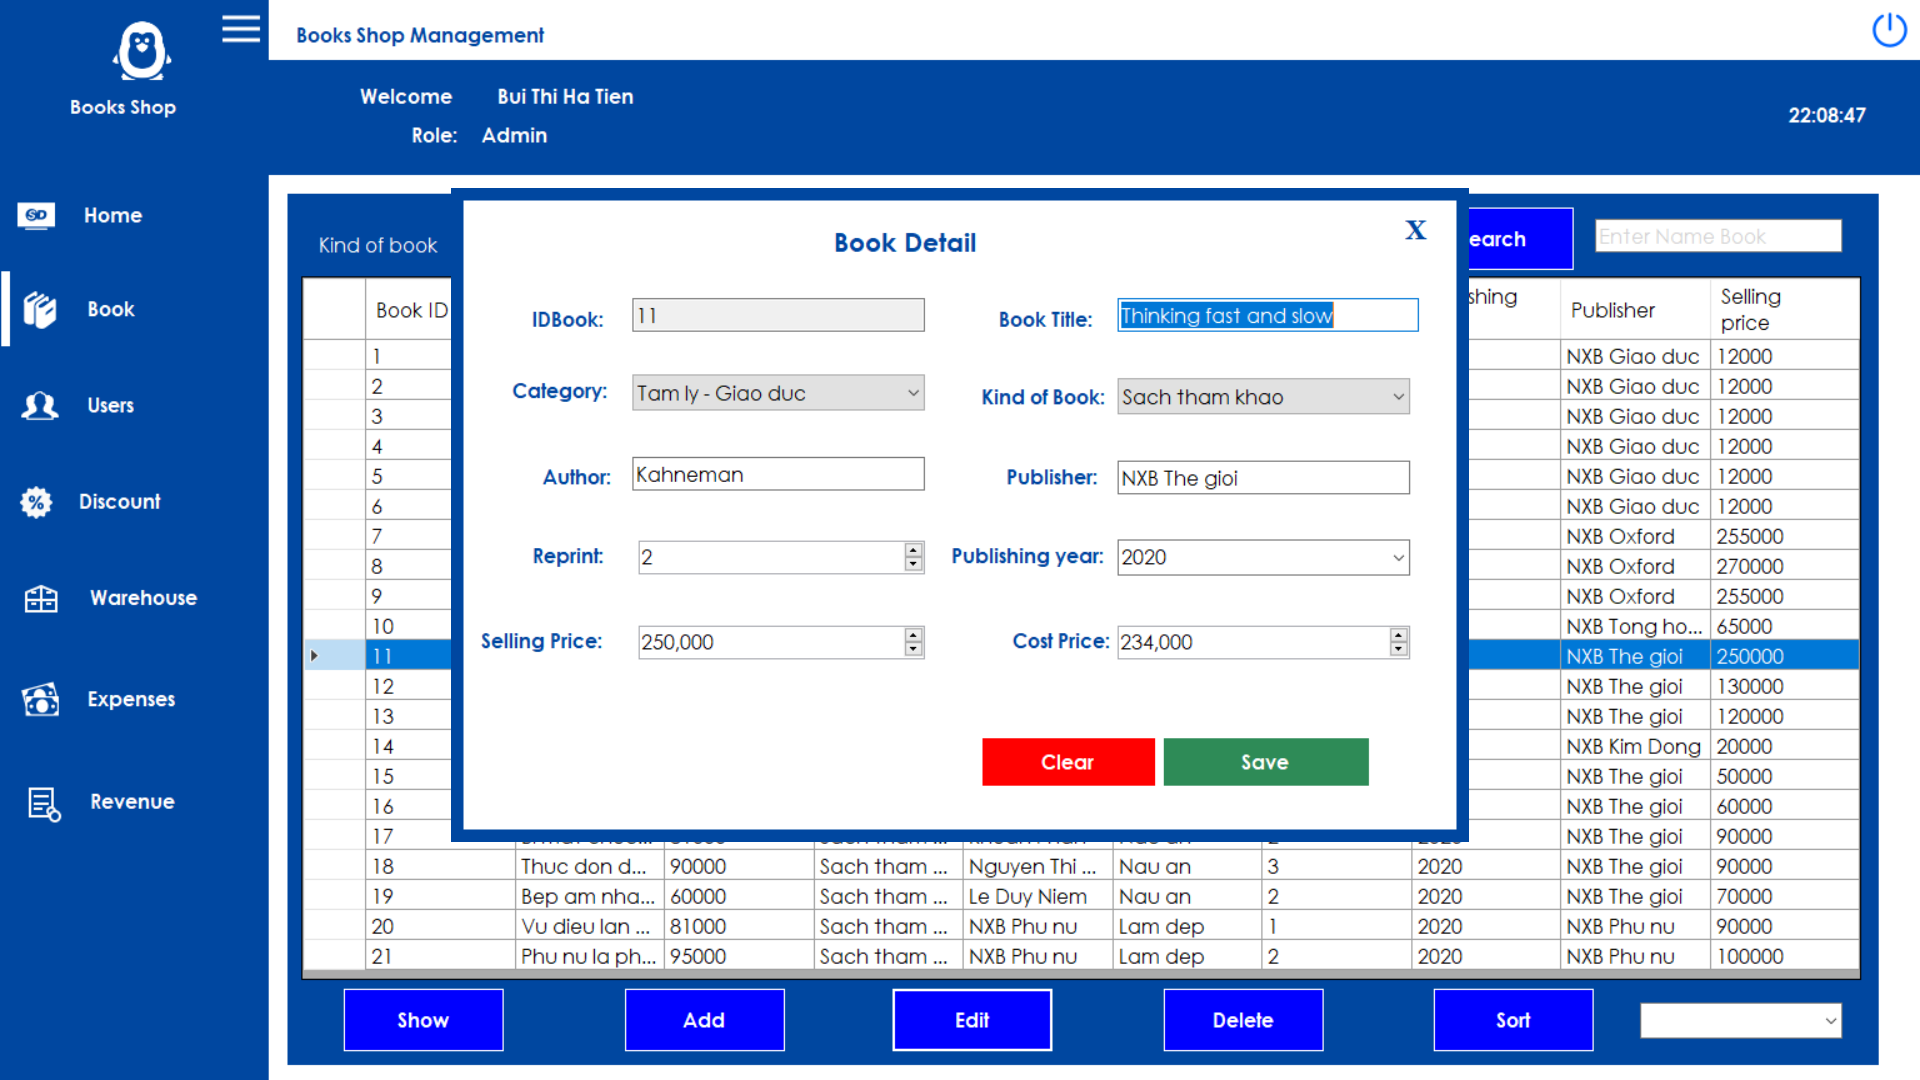 Books Shop Management
Books Shop
Welcome Bui Thi Ha Tien
Role: Admin
22:08:47
Home
Book
Users
Discount
Warehouse
Expenses
Revenue
Kind of book
earch
Enter Name Book
Book Detail
X
IDBook: 11
Book Title: Thinking fast and slow
Category: Tam ly - Giao duc
Kind of Book: Sach tham khao
Author: Kahneman
Publisher: NXB The gioi
Reprint: 2
Publishing year: 2020
Selling Price: 250,000
Cost Price: 234,000
Clear
Save
Book ID shing Publisher Selling price
1 NXB Giao duc 12000
2 NXB Giao duc 12000
3 NXB Giao duc 12000
4 NXB Giao duc 12000
5 NXB Giao duc 12000
6 NXB Giao duc 12000
7 NXB Oxford 255000
8 NXB Oxford 270000
9 NXB Oxford 255000
10 NXB Tong ho... 65000
11 NXB The gioi 250000
12 NXB The gioi 130000
13 NXB The gioi 120000
14 NXB Kim Dong 20000
15 NXB The gioi 50000
16 NXB The gioi 60000
17 NXB The gioi 90000
18 Thuc don d... 90000 Sach tham ... Nguyen Thi ... Nau an 3 2020 NXB The gioi 90000
19 Bep am nha... 60000 Sach tham ... Le Duy Niem Nau an 2 2020 NXB The gioi 70000
20 Vu dieu lan ... 81000 Sach tham ... NXB Phu nu Lam dep 1 2020 NXB Phu nu 90000
21 Phu nu la ph... 95000 Sach tham ... NXB Phu nu Lam dep 2 2020 NXB Phu nu 100000
Show
Add
Edit
Delete
Sort